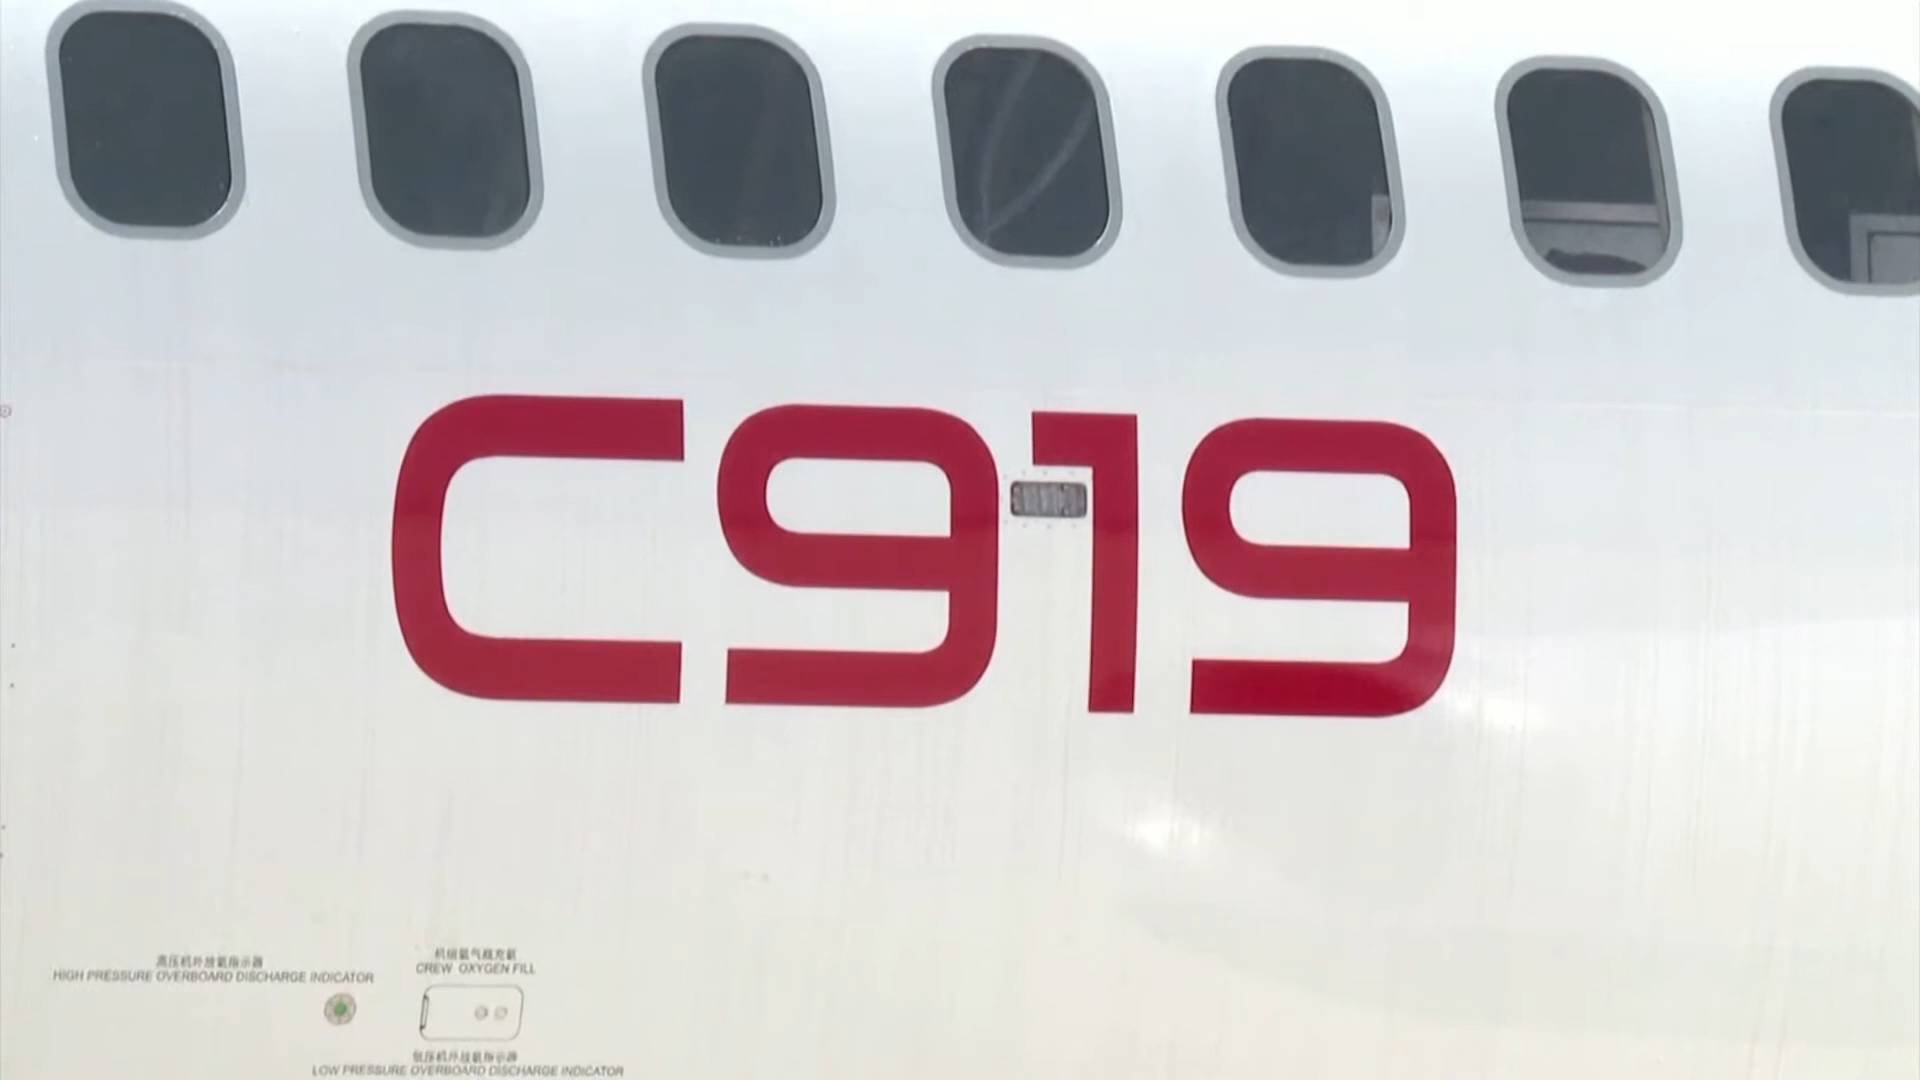 C919
高压机外放氧指示器
HIGH PRESSURE OVERBOARD DISCHARGE INDICATOR
机组氧气瓶充氧
CREW OXYGEN FILL
低压机外放氧指示器
LOW PRESSURE OVERBOARD DISCHARGE INDICATOR